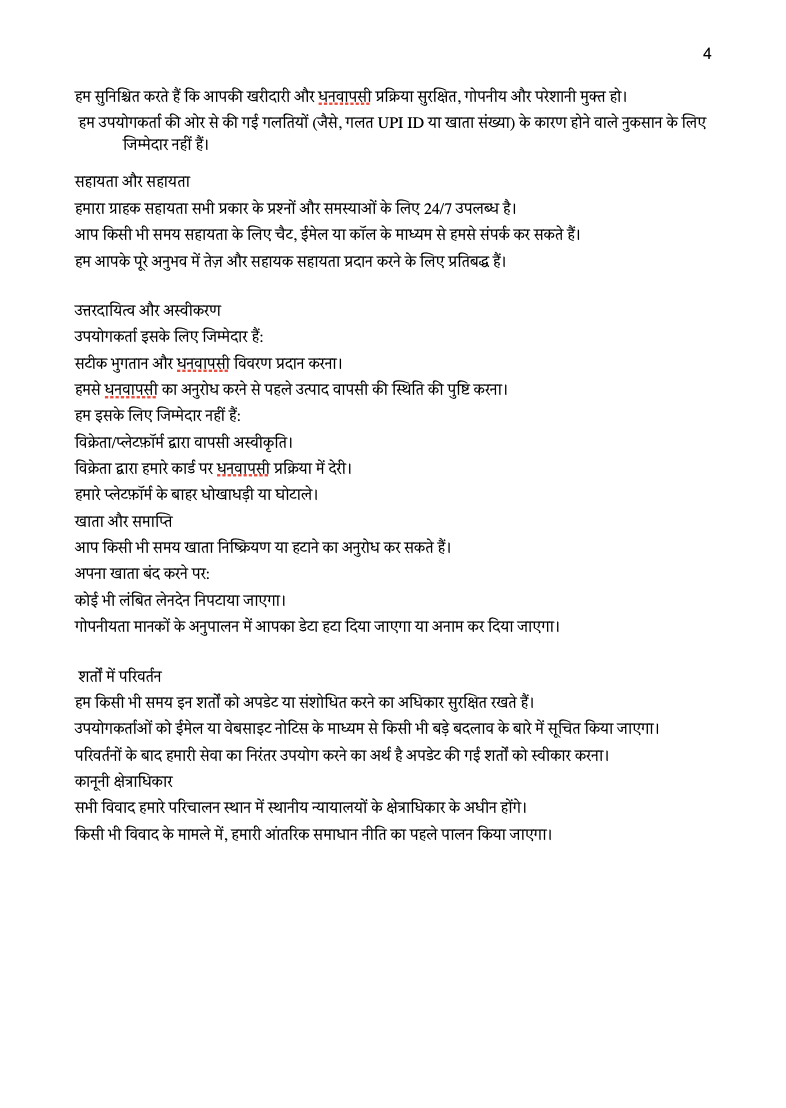 4
हम सुनिश्चित करते हैं कि आपकी खरीदारी और धनवापसी प्रक्रिया सुरक्षित, गोपनीय और परेशानी मुक्त हो।
हम उपयोगकर्ता की ओर से की गई गलतियों (जैसे, गलत UPI ID या खाता संख्या) के कारण होने वाले नुकसान के लिए
जिम्मेदार नहीं हैं।
सहायता और सहायता
हमारा ग्राहक सहायता सभी प्रकार के प्रश्नों और समस्याओं के लिए 24/7 उपलब्ध है।
आप किसी भी समय सहायता के लिए चैट, ईमेल या कॉल के माध्यम से हमसे संपर्क कर सकते हैं।
हम आपके पूरे अनुभव में तेज़ और सहायक सहायता प्रदान करने के लिए प्रतिबद्ध हैं।
उत्तरदायित्व और अस्वीकरण
उपयोगकर्ता इसके लिए जिम्मेदार हैं:
सटीक भुगतान और धनवापसी विवरण प्रदान करना।
हमसे धनवापसी का अनुरोध करने से पहले उत्पाद वापसी की स्थिति की पुष्टि करना।
हम इसके लिए जिम्मेदार नहीं हैं:
विक्रेता/प्लेटफ़ॉर्म द्वारा वापसी अस्वीकृति।
विक्रेता द्वारा हमारे कार्ड पर धनवापसी प्रक्रिया में देरी।
हमारे प्लेटफ़ॉर्म के बाहर धोखाधड़ी या घोटाले।
खाता और समाप्ति
आप किसी भी समय खाता निष्क्रियण या हटाने का अनुरोध कर सकते हैं।
अपना खाता बंद करने पर:
कोई भी लंबित लेनदेन निपटाया जाएगा।
गोपनीयता मानकों के अनुपालन में आपका डेटा हटा दिया जाएगा या अनाम कर दिया जाएगा।
शर्तों में परिवर्तन
हम किसी भी समय इन शर्तों को अपडेट या संशोधित करने का अधिकार सुरक्षित रखते हैं।
उपयोगकर्ताओं को ईमेल या वेबसाइट नोटिस के माध्यम से किसी भी बड़े बदलाव के बारे में सूचित किया जाएगा।
परिवर्तनों के बाद हमारी सेवा का निरंतर उपयोग करने का अर्थ है अपडेट की गई शर्तों को स्वीकार करना।
कानूनी क्षेत्राधिकार
सभी विवाद हमारे परिचालन स्थान में स्थानीय न्यायालयों के क्षेत्राधिकार के अधीन होंगे।
किसी भी विवाद के मामले में, हमारी आंतरिक समाधान नीति का पहले पालन किया जाएगा।